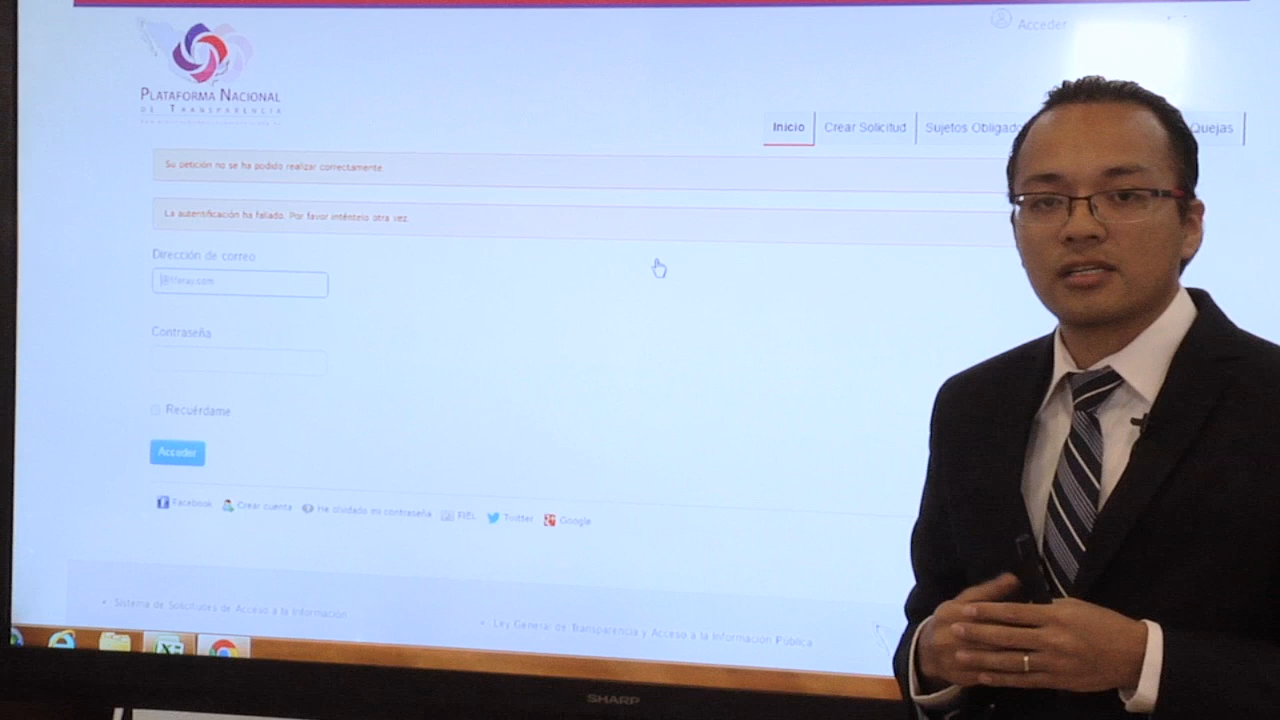 Acceder
PLATAFORMA NACIONAL
DE TRANSPARENCIA
Inicio
Crear Solicitud
Sujetos Obligado
Quejas
Su petición no se ha podido realizar correctamente.
La autentificación ha fallado. Por favor inténtelo otra vez.
Dirección de correo
@liferay.com
Contraseña
Recuérdame
Acceder
Facebook Crear cuenta He olvidado mi contraseña FIEL Twitter Google
Sistema de Solicitudes de Acceso a la Información
Ley General de Transparencia y Acceso a la Información Pública
SHARP